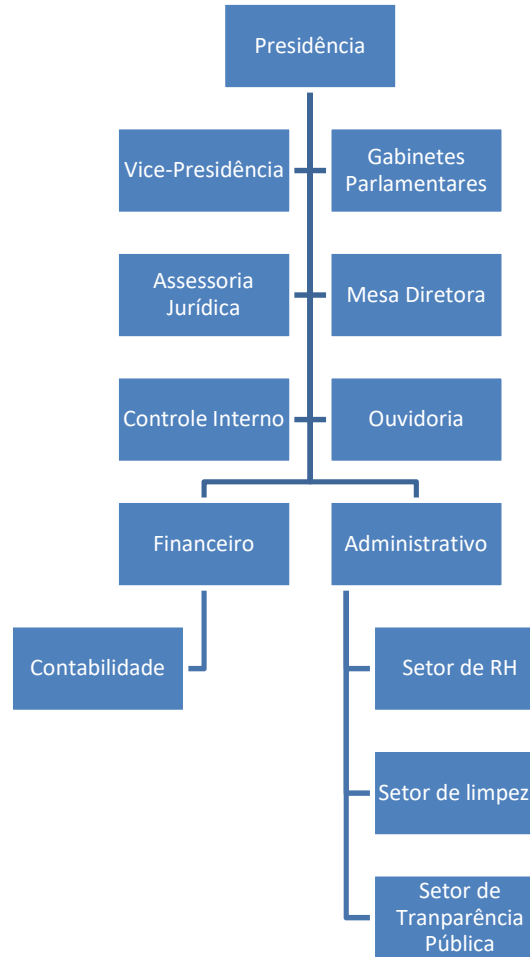 Presidência
Vice-Presidência
Gabinetes
Parlamentares
Assessoria
Jurídica
Mesa Diretora
Controle Interno
Ouvidoria
Financeiro
Administrativo
Contabilidade
Setor de RH
Setor de limpez
Setor de
Tranparência
Pública